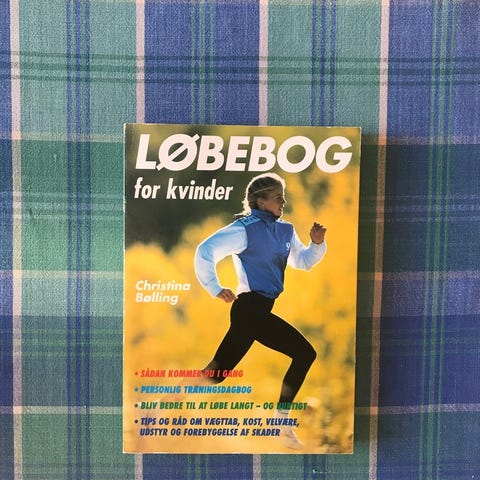 LØBEBOG
for kvinder
Christina
Bølling
• SÅDAN KOMMER DU I GANG
• PERSONLIG TRÆNINGSDAGBOG
• BLIV BEDRE TIL AT LØBE LANGT – OG HURTIGT
• TIPS OG RÅD OM VÆGTTAB, KOST, VELVÆRE,
UDSTYR OG FOREBYGGELSE AF SKADER